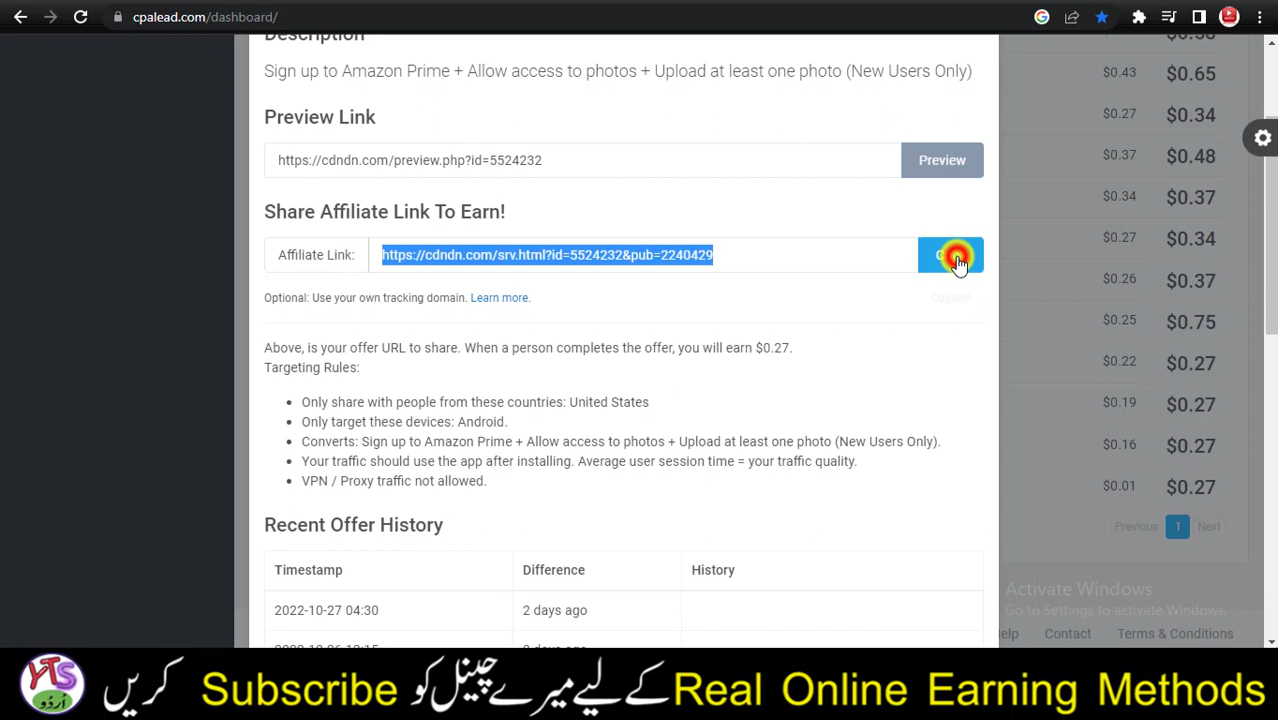 cpalead.com/dashboard/
Description
Sign up to Amazon Prime + Allow access to photos + Upload at least one photo (New Users Only)
Preview Link
https://cdndn.com/preview.php?id=5524232
Preview
Share Affiliate Link To Earn!
Affiliate Link:
https://cdndn.com/srv.html?id=5524232&pub=2240429
Optional: Use your own tracking domain. Learn more.
Copied!
Above, is your offer URL to share. When a person completes the offer, you will earn $0.27.
Targeting Rules:
Only share with people from these countries: United States
Only target these devices: Android.
Converts: Sign up to Amazon Prime + Allow access to photos + Upload at least one photo (New Users Only).
Your traffic should use the app after installing. Average user session time = your traffic quality.
VPN / Proxy traffic not allowed.
Recent Offer History
Timestamp Difference History
2022-10-27 04:30 2 days ago
$0.43 $0.65
$0.27 $0.34
$0.37 $0.48
$0.34 $0.37
$0.27 $0.34
$0.26 $0.37
$0.25 $0.75
$0.22 $0.27
$0.19 $0.27
$0.16 $0.27
$0.01 $0.27
Previous 1 Next
Activate Windows
Go to Settings to activate Windows.
Contact Terms & Conditions
YTS
اردو
Real Online Earning Methods کے لیے میرے چینل کو Subscribe کریں